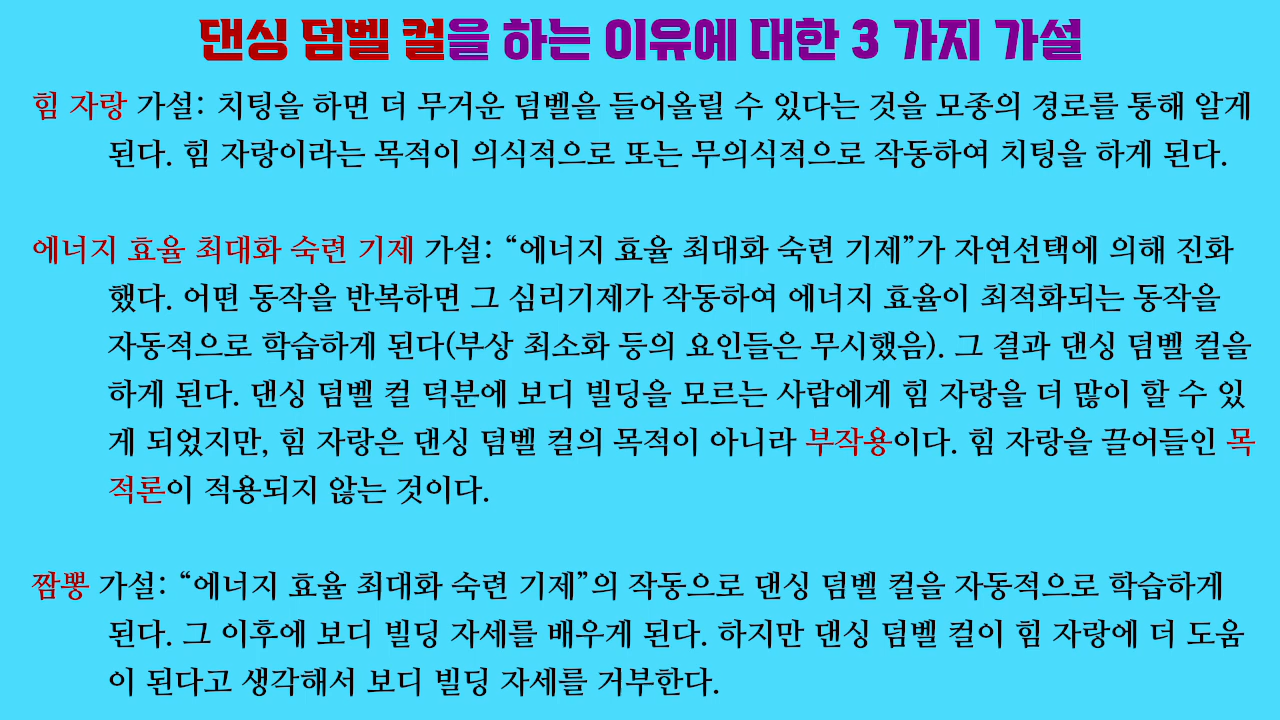 댄싱 덤벨 컬을 하는 이유에 대한 3 가지 가설
힘 자랑 가설: 치팅을 하면 더 무거운 덤벨을 들어올릴 수 있다는 것을 모종의 경로를 통해 알게
된다. 힘 자랑이라는 목적이 의식적으로 또는 무의식적으로 작동하여 치팅을 하게 된다.
에너지 효율 최대화 숙련 기제 가설: “에너지 효율 최대화 숙련 기제”가 자연선택에 의해 진화
했다. 어떤 동작을 반복하면 그 심리기제가 작동하여 에너지 효율이 최적화되는 동작을
자동적으로 학습하게 된다(부상 최소화 등의 요인들은 무시했음). 그 결과 댄싱 덤벨 컬을
하게 된다. 댄싱 덤벨 컬 덕분에 보디 빌딩을 모르는 사람에게 힘 자랑을 더 많이 할 수 있
게 되었지만, 힘 자랑은 댄싱 덤벨 컬의 목적이 아니라 부작용이다. 힘 자랑을 끌어들인 목
적론이 적용되지 않는 것이다.
짬뽕 가설: “에너지 효율 최대화 숙련 기제”의 작동으로 댄싱 덤벨 컬을 자동적으로 학습하게
된다. 그 이후에 보디 빌딩 자세를 배우게 된다. 하지만 댄싱 덤벨 컬이 힘 자랑에 더 도움
이 된다고 생각해서 보디 빌딩 자세를 거부한다.